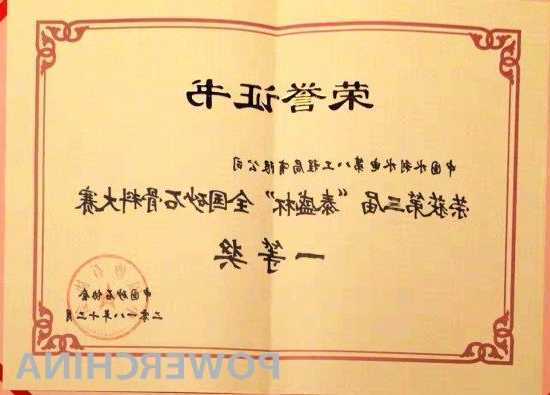 荣誉证书
中国水利水电第八工程局有限公司
荣获第三届“泰盛杯”全国砂石骨料大赛
一等奖
中国砂石协会
二零一八年十二月
POWERCHINA